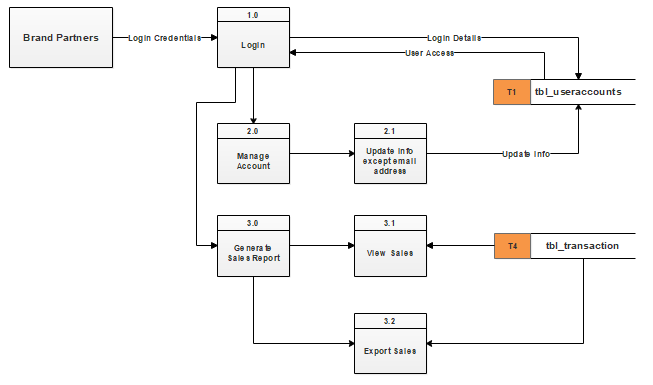 1.0
Brand Partners
Login Credentials
Login
Login Details
User Access
T1
tbl_useraccounts
2.0
Manage
Account
2.1
Update Info
except email
address
Update Info
3.0
Generate
Sales Report
3.1
View Sales
T4
tbl_transaction
3.2
Export Sales